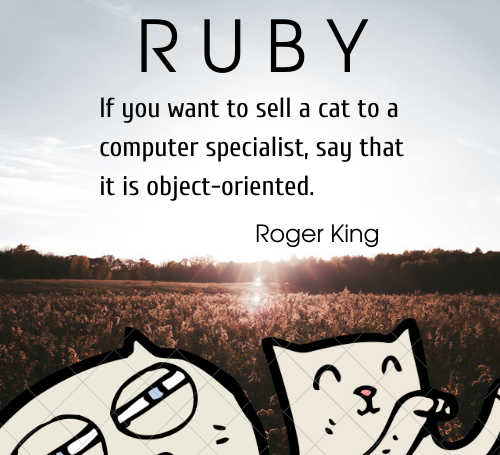 RUBY
If you want to sell a cat to a
computer specialist, say that
it is object-oriented.
Roger King